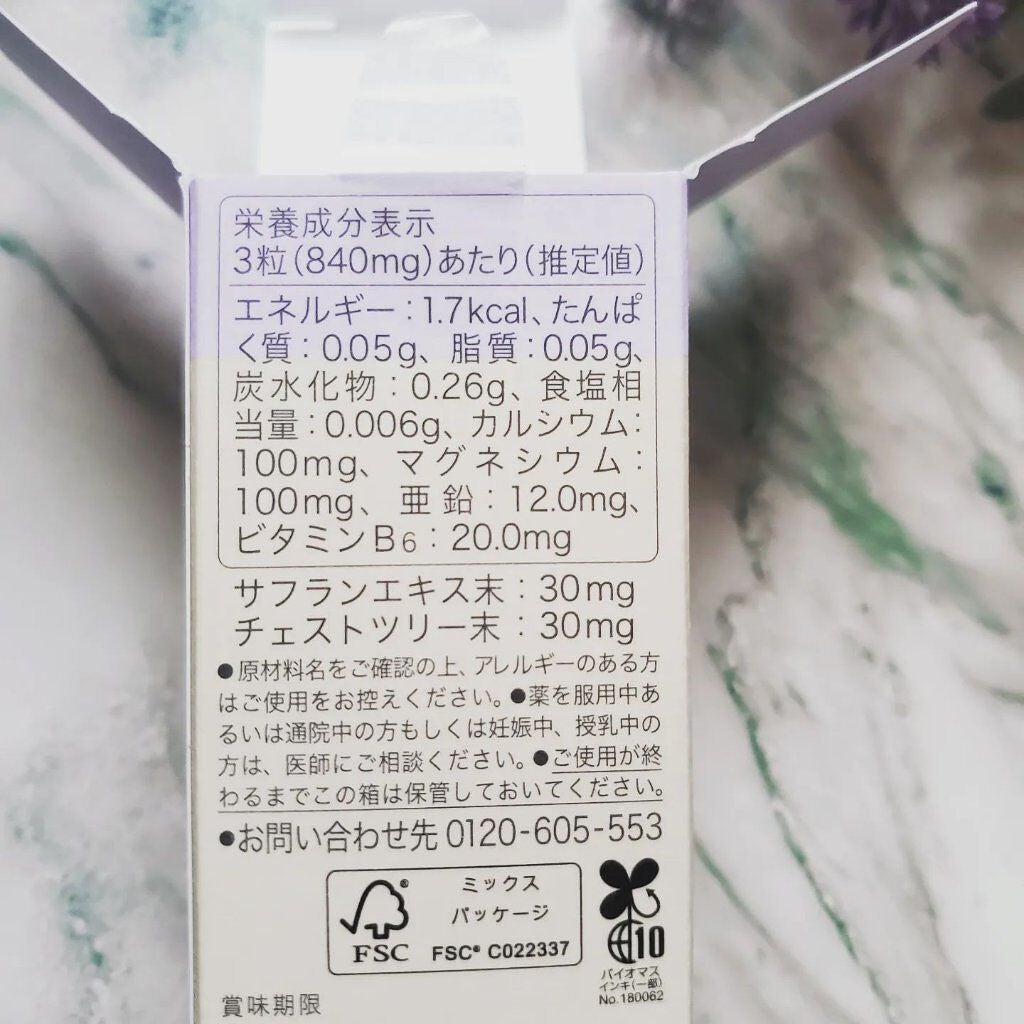 栄養成分表示
3粒(840mg)あたり(推定値)
エネルギー:1.7kcal、たんぱ
く質:0.05g、脂質:0.05g、
炭水化物:0.26g、食塩相
当量:0.006g、カルシウム:
100mg、マグネシウム:
100mg、亜鉛:12.0mg、
ビタミンB6:20.0mg
サフランエキス末:30mg
チェストツリー末:30mg
●原材料名をご確認の上、アレルギーのある方
はご使用をお控えください。●薬を服用中あ
るいは通院中の方もしくは妊娠中、授乳中の
方は、医師にご相談ください。●ご使用が終
わるまでこの箱は保管しておいてください。
●お問い合わせ先 0120-605-553
ミックス
パッケージ
FSC® FSC® C022337
10
バイオマス
インキ(一部)
No.180062
賞味期限